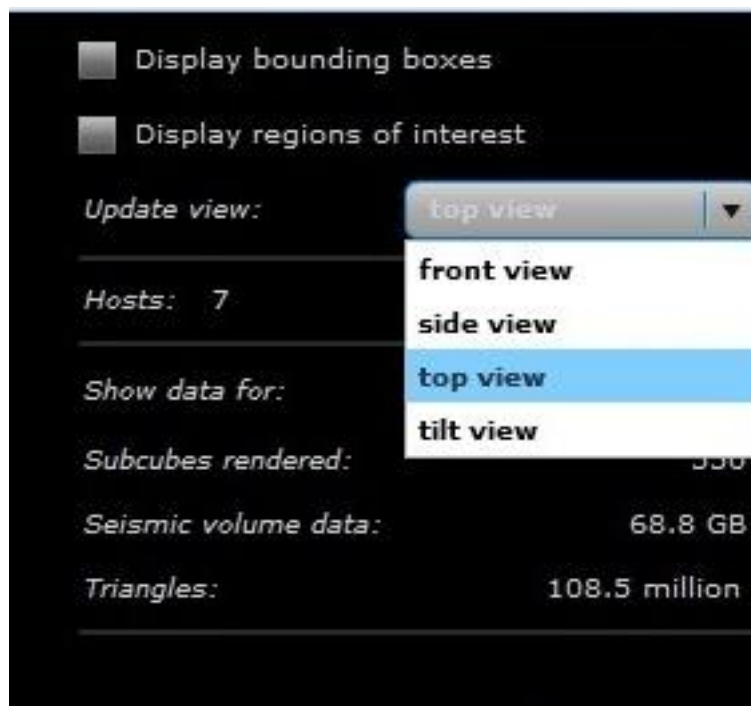 Display bounding boxes
Display regions of interest
Update view: top view
front view
side view
top view
tilt view
Hosts: 7
Show data for:
Subcubes rendered:
Seismic volume data: 68.8 GB
Triangles: 108.5 million